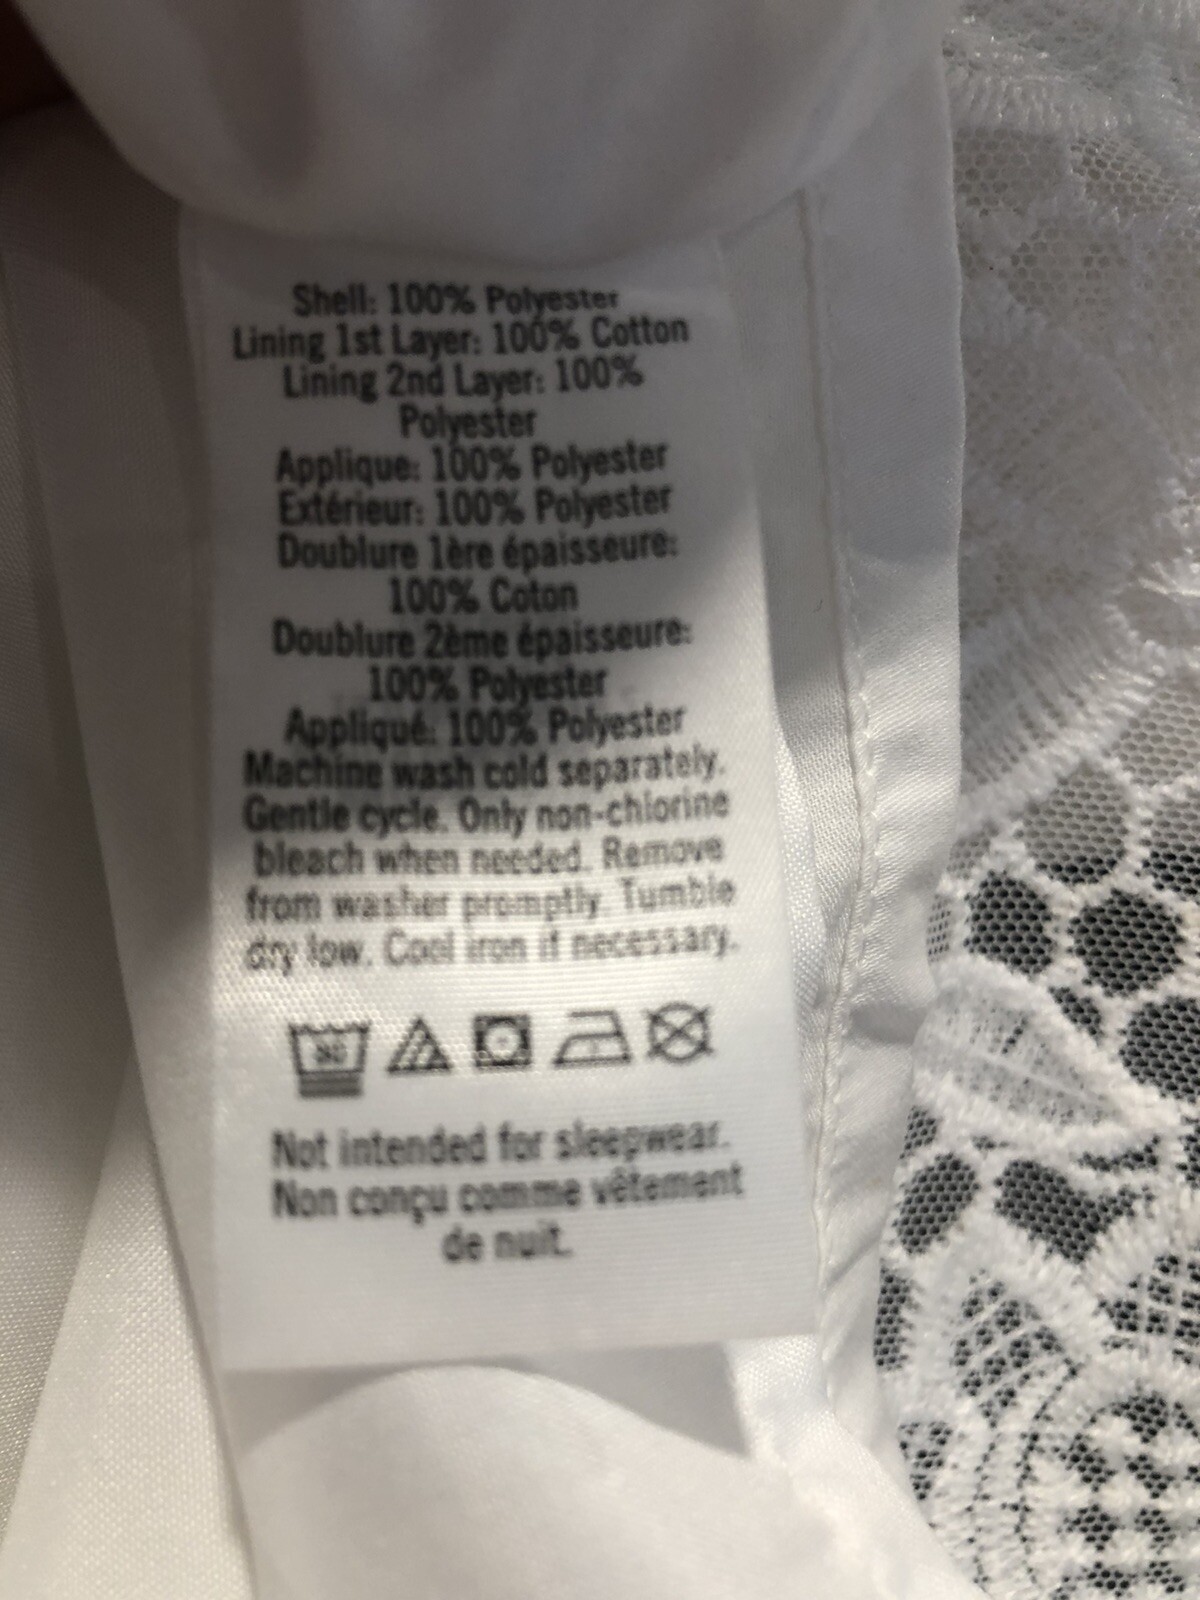 Shell: 100% Polyester
Lining 1st Layer: 100% Cotton
Lining 2nd Layer: 100%
Polyester
Applique: 100% Polyester
Extérieur: 100% Polyester
Doublure 1ère épaisseure:
100% Coton
Doublure 2ème épaisseure:
100% Polyester
Appliqué: 100% Polyester
Machine wash cold separately.
Gentle cycle. Only non-chlorine
bleach when needed. Remove
from washer promptly. Tumble
dry low. Cool iron if necessary.
30
Not intended for sleepwear.
Non conçu comme vêtement
de nuit.